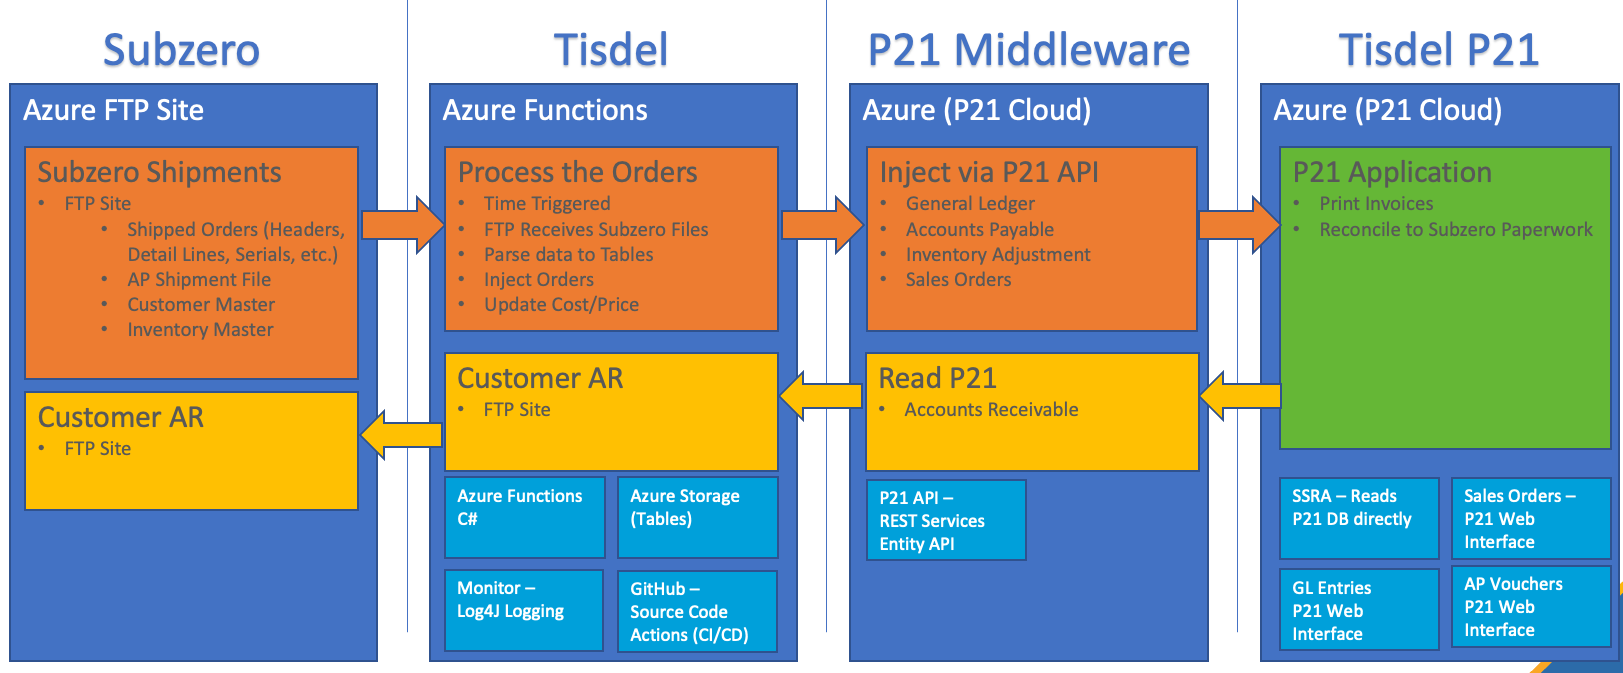 Subzero
Azure FTP Site
Subzero Shipments
• FTP Site
• Shipped Orders (Headers,
Detail Lines, Serials, etc.)
• AP Shipment File
• Customer Master
• Inventory Master
Customer AR
• FTP Site
Tisdel
Azure Functions
Process the Orders
• Time Triggered
• FTP Receives Subzero Files
• Parse data to Tables
• Inject Orders
• Update Cost/Price
Customer AR
• FTP Site
Azure Functions
C#
Azure Storage
(Tables)
Monitor –
Log4J Logging
GitHub –
Source Code
Actions (CI/CD)
P21 Middleware
Azure (P21 Cloud)
Inject via P21 API
• General Ledger
• Accounts Payable
• Inventory Adjustment
• Sales Orders
Read P21
• Accounts Receivable
P21 API –
REST Services
Entity API
Tisdel P21
Azure (P21 Cloud)
P21 Application
• Print Invoices
• Reconcile to Subzero Paperwork
SSRA – Reads
P21 DB directly
Sales Orders –
P21 Web
Interface
GL Entries
P21 Web
Interface
AP Vouchers
P21 Web
Interface